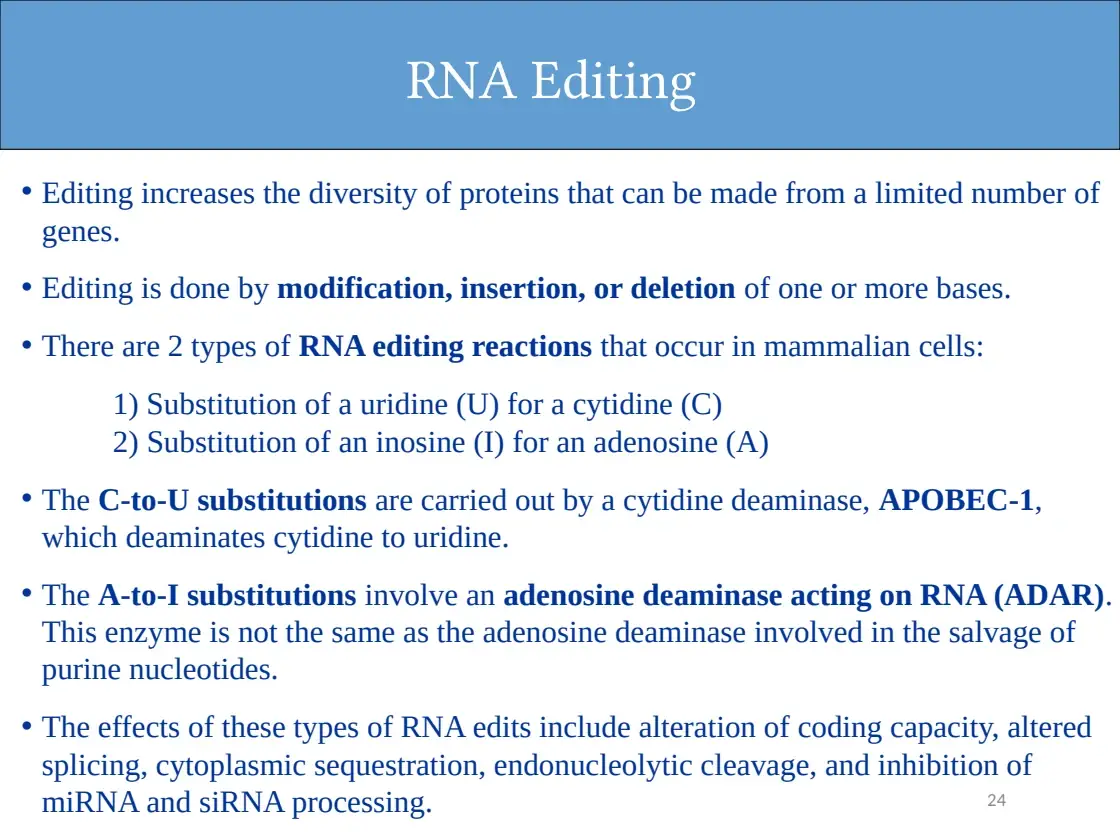 RNA Editing
• Editing increases the diversity of proteins that can be made from a limited number of
genes.
• Editing is done by modification, insertion, or deletion of one or more bases.
• There are 2 types of RNA editing reactions that occur in mammalian cells:
1) Substitution of a uridine (U) for a cytidine (C)
2) Substitution of an inosine (I) for an adenosine (A)
• The C-to-U substitutions are carried out by a cytidine deaminase, APOBEC-1,
which deaminates cytidine to uridine.
• The A-to-I substitutions involve an adenosine deaminase acting on RNA (ADAR).
This enzyme is not the same as the adenosine deaminase involved in the salvage of
purine nucleotides.
• The effects of these types of RNA edits include alteration of coding capacity, altered
splicing, cytoplasmic sequestration, endonucleolytic cleavage, and inhibition of
miRNA and siRNA processing.
24